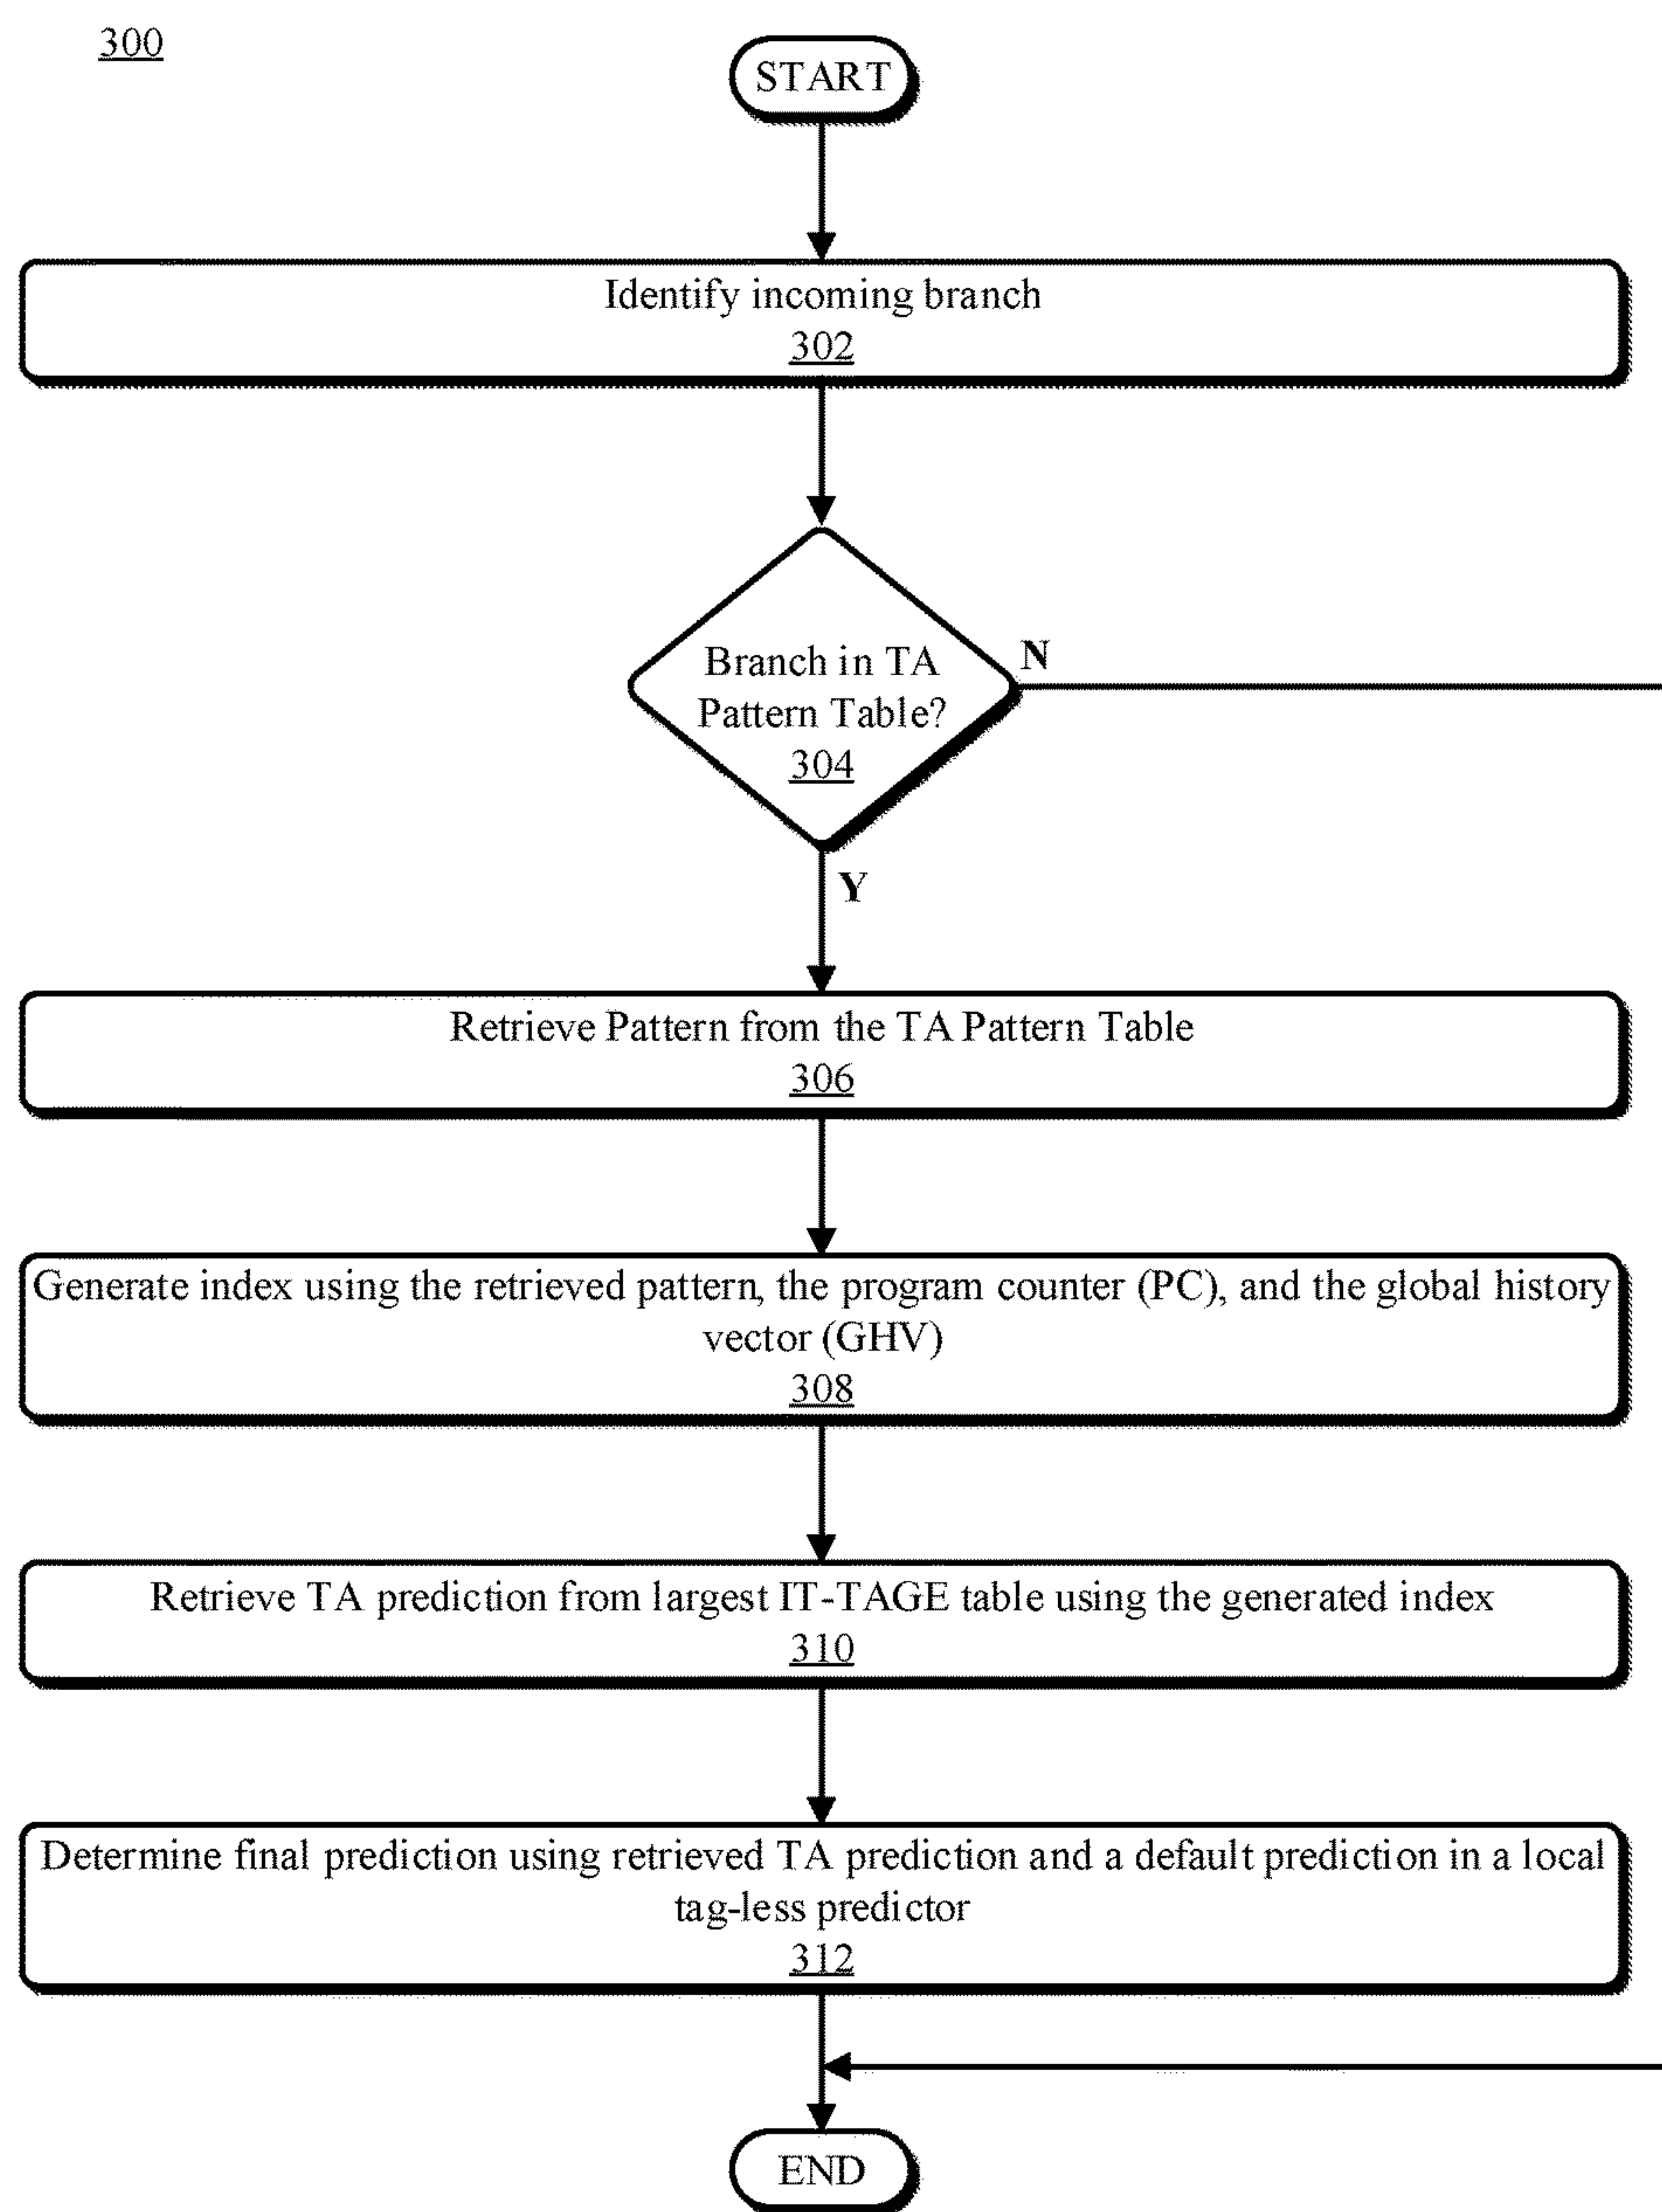 300
START
Identify incoming branch
302
Branch in TA
Pattern Table?
304
N
Y
Retrieve Pattern from the TA Pattern Table
306
Generate index using the retrieved pattern, the program counter (PC), and the global history
vector (GHV)
308
Retrieve TA prediction from largest IT-TAGE table using the generated index
310
Determine final prediction using retrieved TA prediction and a default prediction in a local
tag-less predictor
312
END